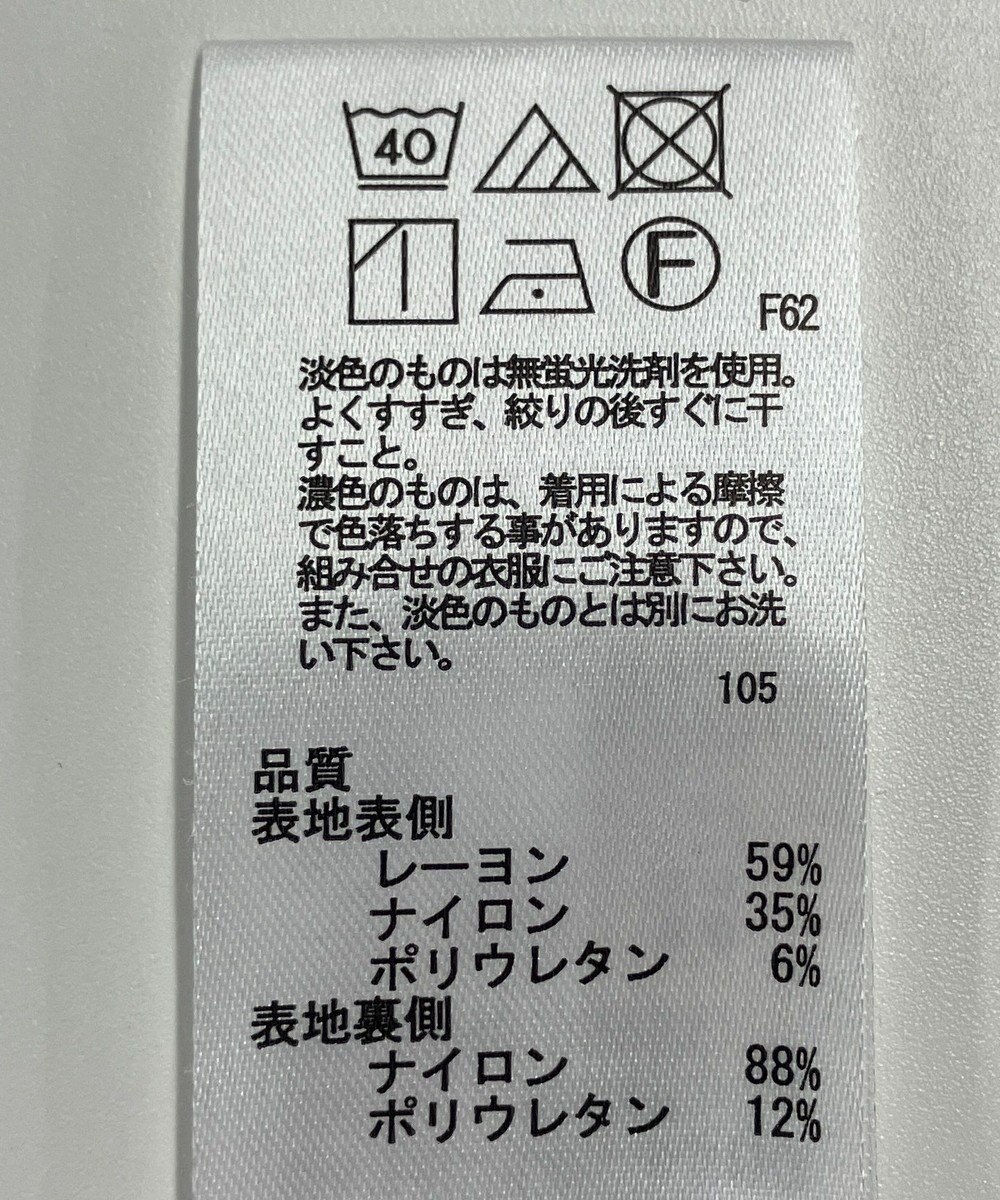 40
F
F62
淡色のものは無蛍光洗剤を使用。
よくすすぎ、絞りの後すぐに干
すこと。
濃色のものは、着用による摩擦
で色落ちする事がありますので、
組み合せの衣服にご注意下さい。
また、淡色のものとは別にお洗
い下さい。
105
品質
表地表側
レーヨン 59%
ナイロン 35%
ポリウレタン 6%
表地裏側
ナイロン 88%
ポリウレタン 12%